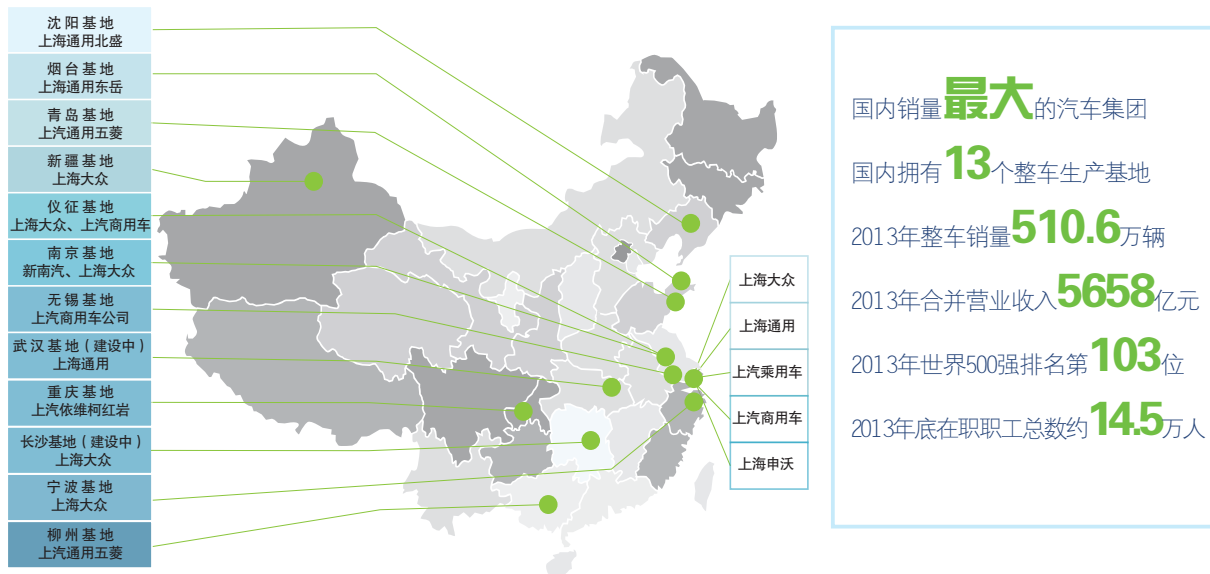 沈阳基地
上海通用北盛
烟台基地
上海通用东岳
青岛基地
上汽通用五菱
新疆基地
上海大众
仪征基地
上海大众、上汽商用车
南京基地
新南汽、上海大众
无锡基地
上汽商用车公司
武汉基地（建设中）
上海通用
重庆基地
上汽依维柯红岩
长沙基地（建设中）
上海大众
宁波基地
上海大众
柳州基地
上汽通用五菱
上海大众
上海通用
上汽乘用车
上汽商用车
上海申沃
国内销量最大的汽车集团
国内拥有13个整车生产基地
2013年整车销量510.6万辆
2013年合并营业收入5658亿元
2013年世界500强排名第103位
2013年底在职职工总数约14.5万人